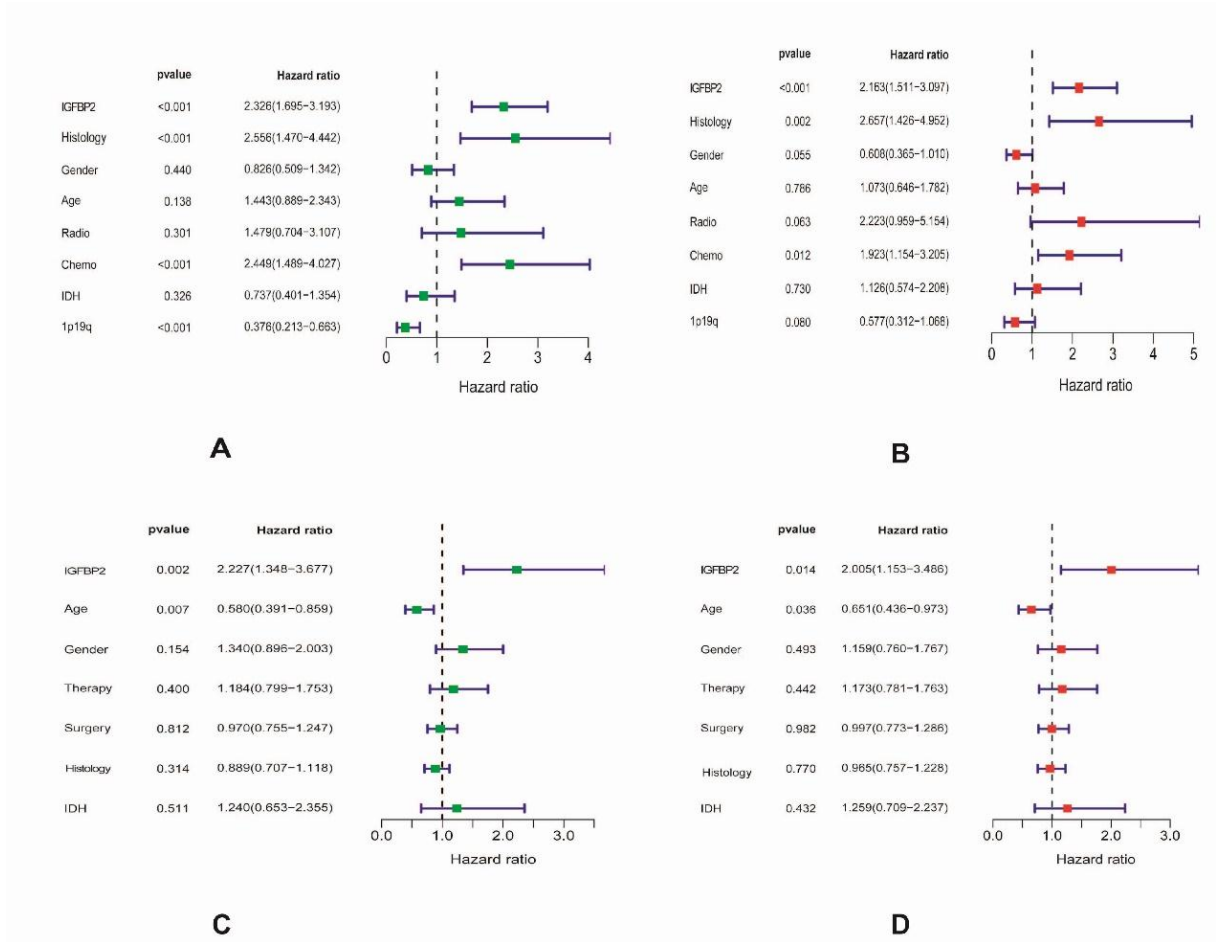 pvalue Hazard ratio
IGFBP2 <0.001 2.326(1.695−3.193)
Histology <0.001 2.556(1.470−4.442)
Gender 0.440 0.826(0.509−1.342)
Age 0.138 1.443(0.889−2.343)
Radio 0.301 1.479(0.704−3.107)
Chemo <0.001 2.449(1.489−4.027)
IDH 0.326 0.737(0.401−1.354)
1p19q <0.001 0.376(0.213−0.663)
0 1 2 3 4
Hazard ratio
A
pvalue Hazard ratio
IGFBP2 <0.001 2.163(1.511−3.097)
Histology 0.002 2.657(1.426−4.952)
Gender 0.055 0.608(0.365−1.010)
Age 0.786 1.073(0.646−1.782)
Radio 0.063 2.223(0.959−5.154)
Chemo 0.012 1.923(1.154−3.205)
IDH 0.730 1.126(0.574−2.208)
1p19q 0.080 0.577(0.312−1.068)
0 1 2 3 4 5
Hazard ratio
B
pvalue Hazard ratio
IGFBP2 0.002 2.227(1.348−3.677)
Age 0.007 0.580(0.391−0.859)
Gender 0.154 1.340(0.896−2.003)
Therapy 0.400 1.184(0.799−1.753)
Surgery 0.812 0.970(0.755−1.247)
Histology 0.314 0.889(0.707−1.118)
IDH 0.511 1.240(0.653−2.355)
0.0 1.0 2.0 3.0
Hazard ratio
C
pvalue Hazard ratio
IGFBP2 0.014 2.005(1.153−3.486)
Age 0.036 0.651(0.436−0.973)
Gender 0.493 1.159(0.760−1.767)
Therapy 0.442 1.173(0.781−1.763)
Surgery 0.982 0.997(0.773−1.286)
Histology 0.770 0.965(0.757−1.228)
IDH 0.432 1.259(0.709−2.237)
0.0 1.0 2.0 3.0
Hazard ratio
D